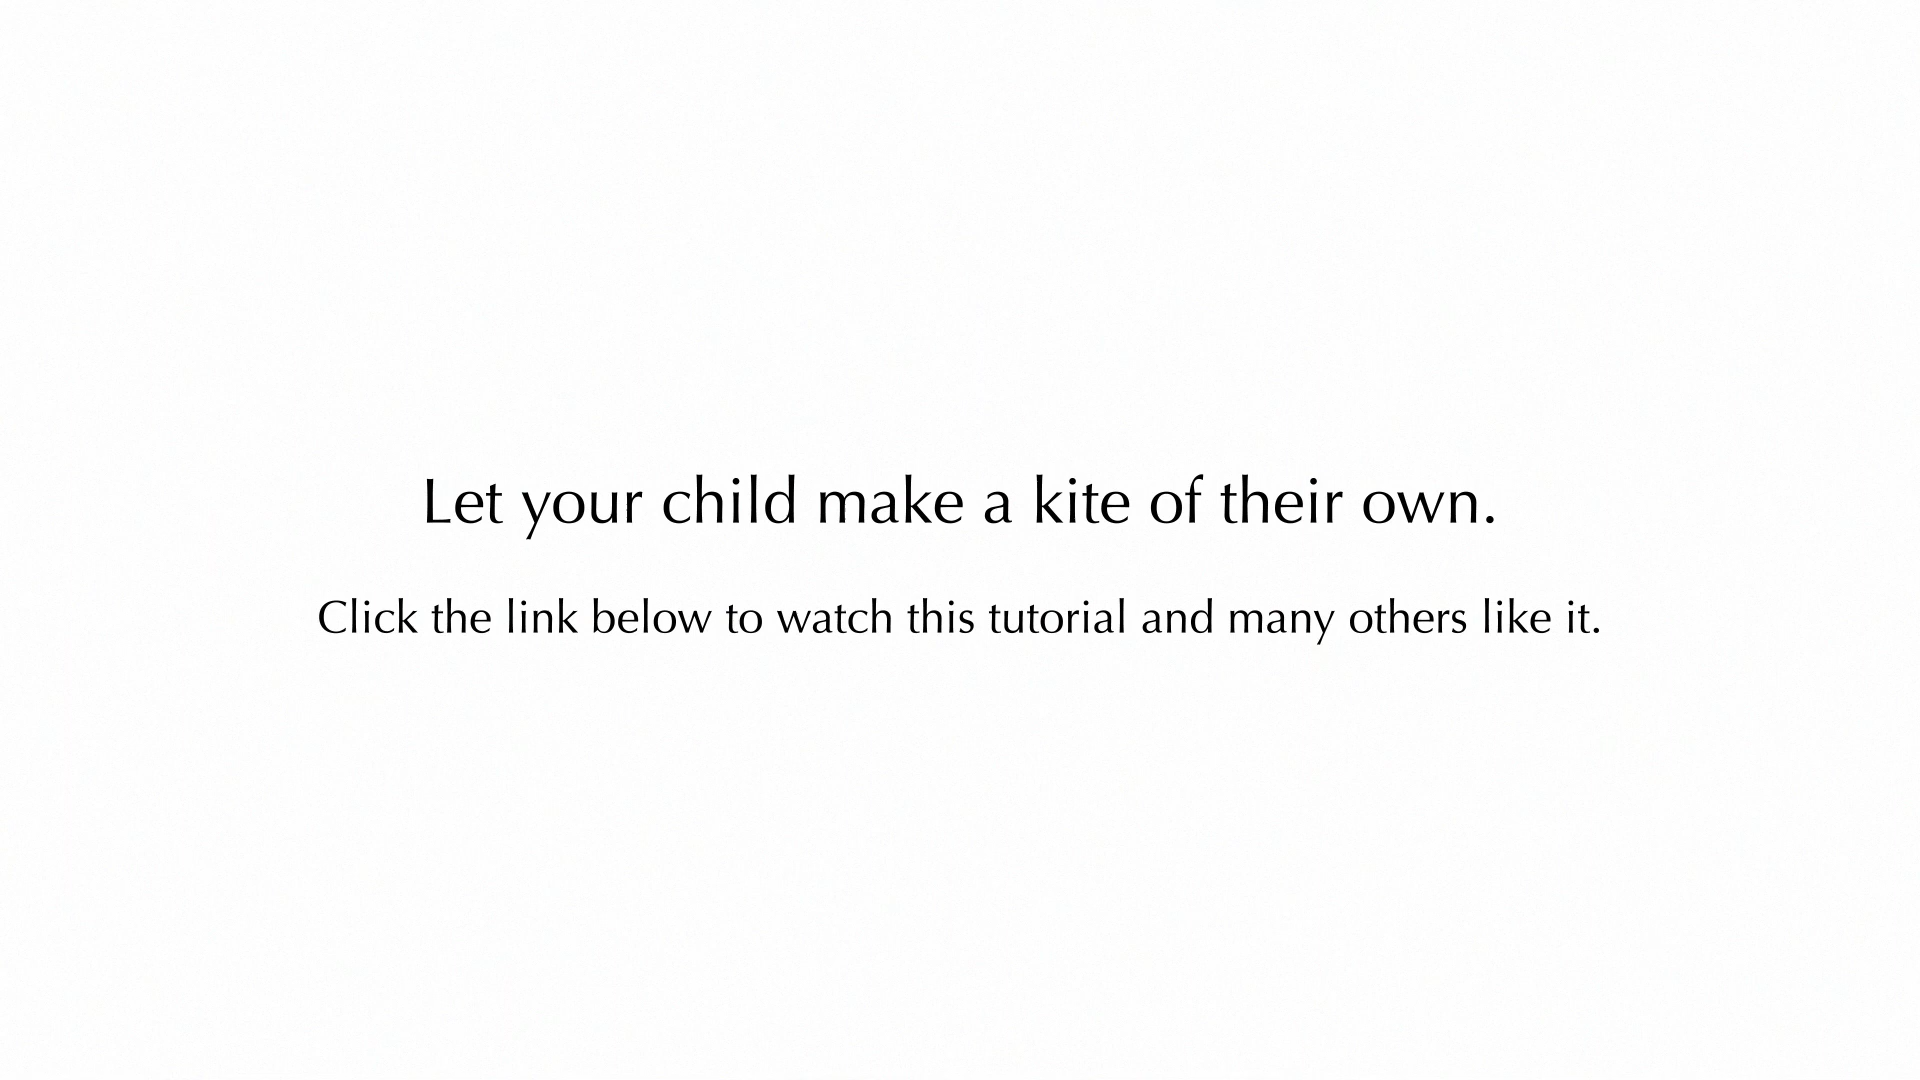 Let your child make a kite of their own.
Click the link below to watch this tutorial and many others like it.